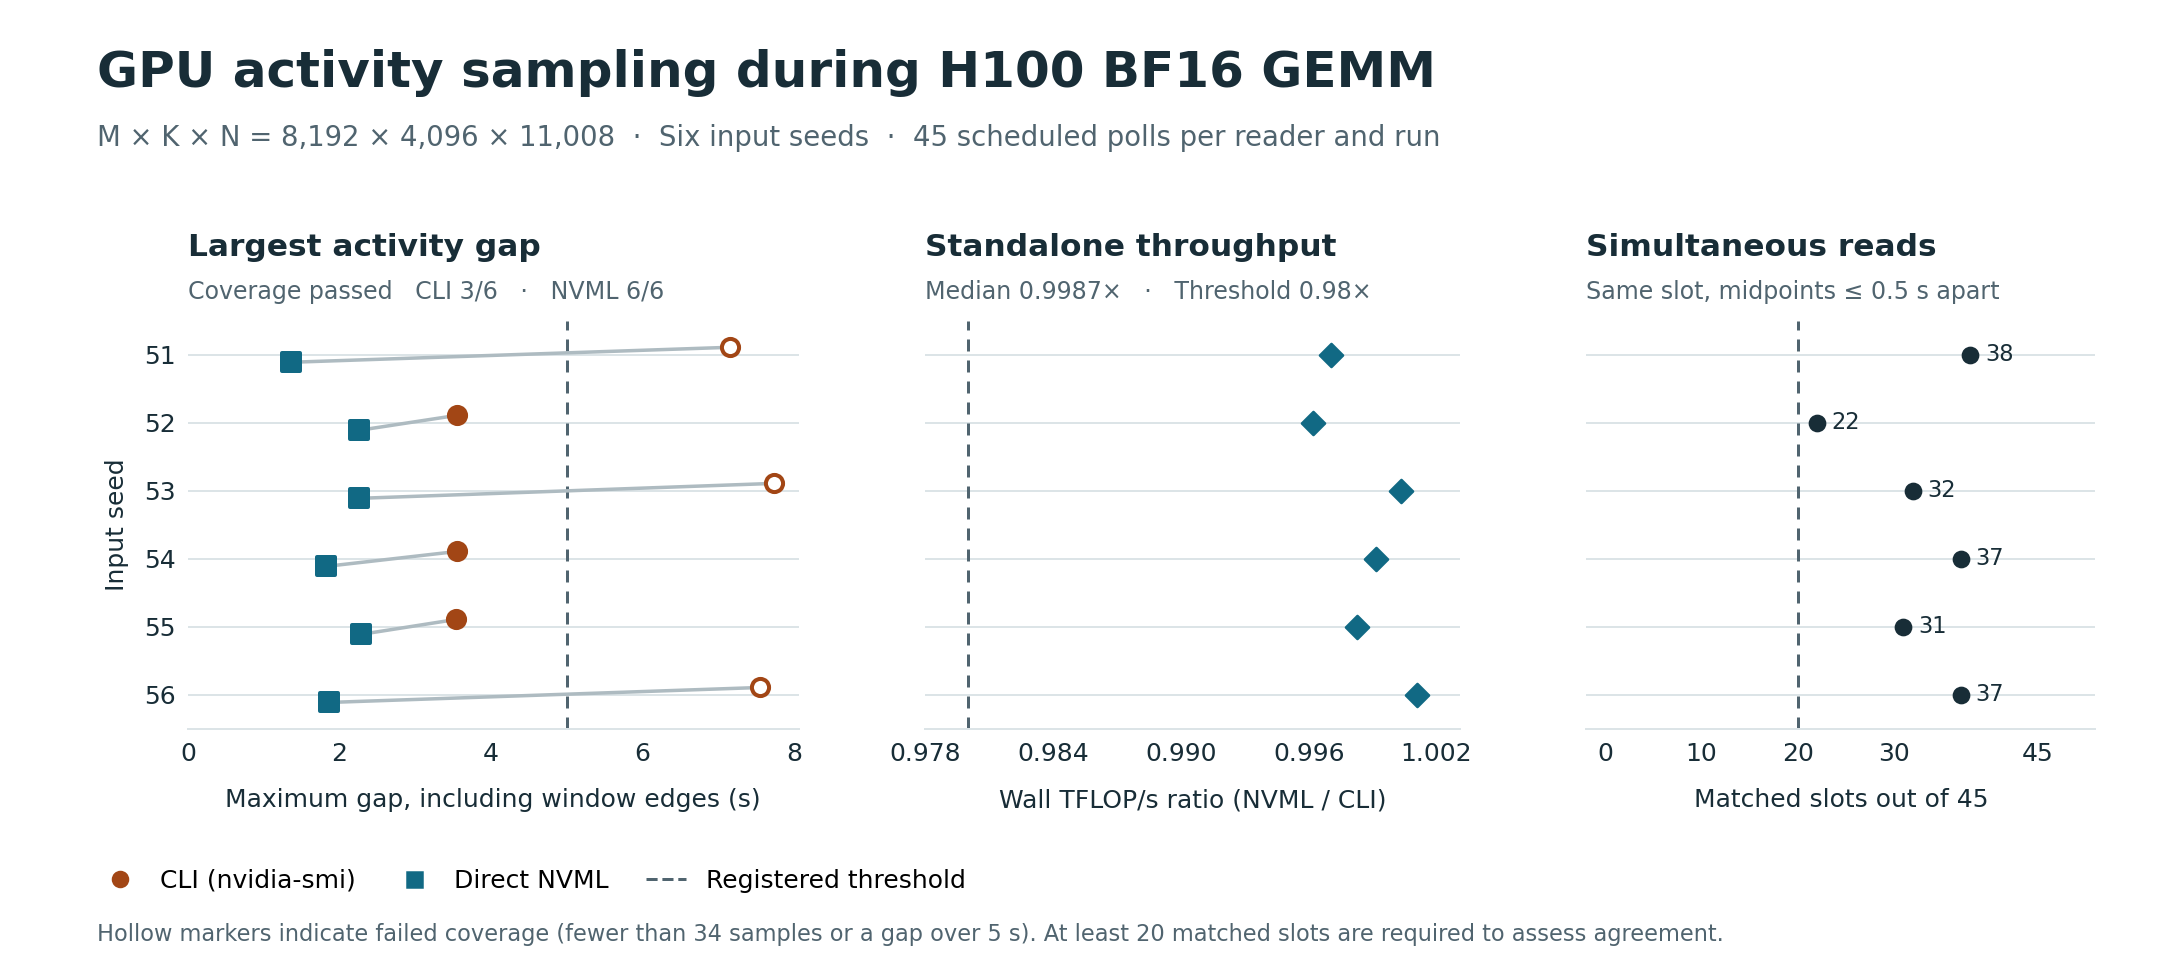 GPU activity sampling during H100 BF16 GEMM
M × K × N = 8,192 × 4,096 × 11,008 · Six input seeds · 45 scheduled polls per reader and run
Largest activity gap
Coverage passed CLI 3/6 · NVML 6/6
Input seed
51
52
53
54
55
56
0 2 4 6 8
Maximum gap, including window edges (s)
Standalone throughput
Median 0.9987× · Threshold 0.98×
0.978 0.984 0.990 0.996 1.002
Wall TFLOP/s ratio (NVML / CLI)
Simultaneous reads
Same slot, midpoints ≤ 0.5 s apart
38
22
32
37
31
37
0 10 20 30 45
Matched slots out of 45
CLI (nvidia-smi) Direct NVML Registered threshold
Hollow markers indicate failed coverage (fewer than 34 samples or a gap over 5 s). At least 20 matched slots are required to assess agreement.